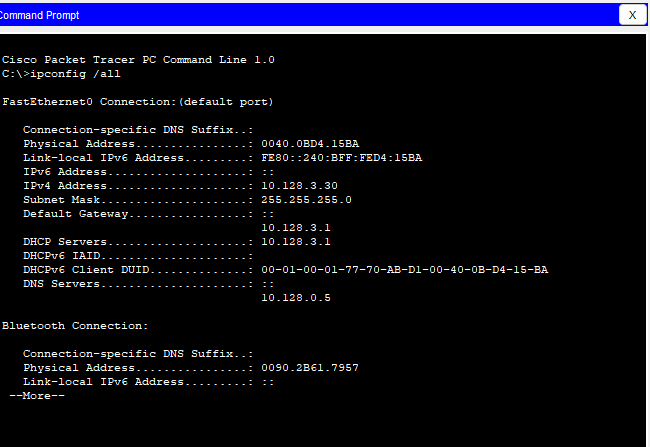 Command Prompt
X
Cisco Packet Tracer PC Command Line 1.0
C:\>ipconfig /all
FastEthernet0 Connection:(default port)
Connection-specific DNS Suffix..:
Physical Address................: 0040.0BD4.15BA
Link-local IPv6 Address.........: FE80::240:BFF:FED4:15BA
IPv6 Address....................: ::
IPv4 Address....................: 10.128.3.30
Subnet Mask.....................: 255.255.255.0
Default Gateway.................: ::
10.128.3.1
DHCP Servers....................: 10.128.3.1
DHCPv6 IAID.....................:
DHCPv6 Client DUID..............: 00-01-00-01-77-70-AB-D1-00-40-0B-D4-15-BA
DNS Servers.....................: ::
10.128.0.5
Bluetooth Connection:
Connection-specific DNS Suffix..:
Physical Address................: 0090.2B61.7957
Link-local IPv6 Address.........: ::
--More--